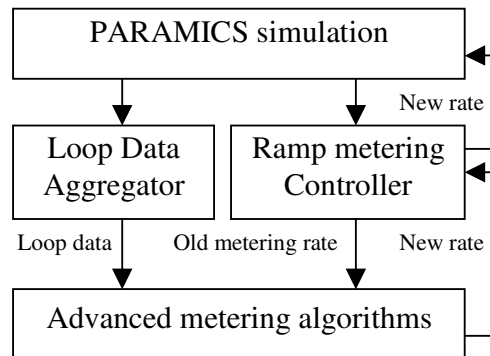 PARAMICS simulation
New rate
Loop Data
Aggregator
Ramp metering
Controller
Loop data
Old metering rate
New rate
Advanced metering algorithms